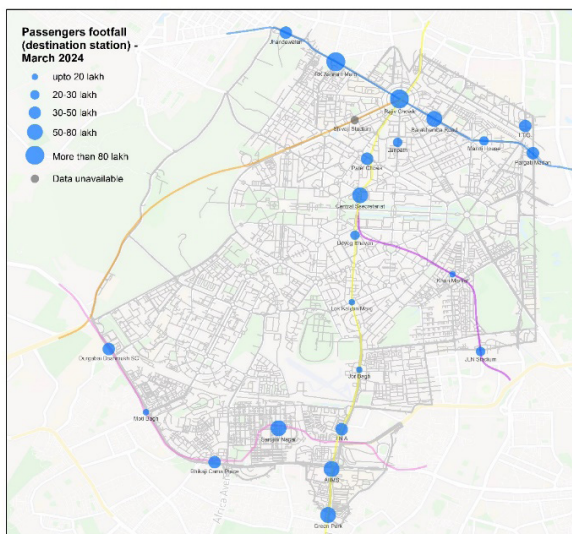 Passengers footfall
(destination station) -
March 2024
upto 20 lakh
20-30 lakh
30-50 lakh
50-80 lakh
More than 80 lakh
Data unavailable
Jhandewalan
RK Ashram Marg
Rajiv Chowk
Shivaji Stadium
Barakhamba Road
ITO
Janpath
Mandi House
Pragati Maidan
Patel Chowk
Central Secretariat
Udyog Bhawan
Khan Market
Lok Kalyan Marg
JLN Stadium
Jor Bagh
Moti Bagh
Sarojini Nagar
I.N.A
Bhikaji Cama Place
AIIMS
Green Park